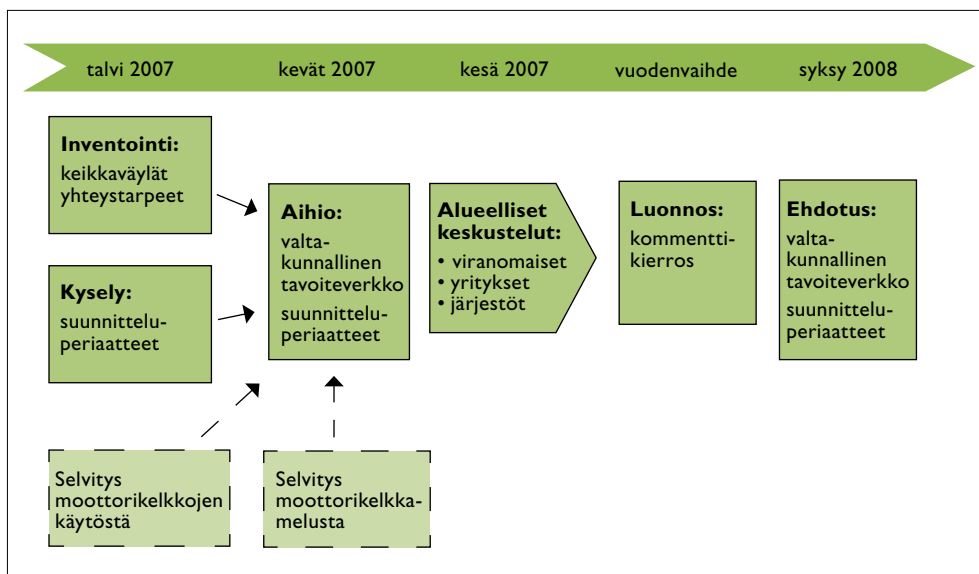 talvi 2007
kevät 2007
kesä 2007
vuodenvaihde
syksy 2008
Inventointi:
keikkaväylät
yhteystarpeet
Kysely:
suunnittelu-
periaatteet
Aihio:
valta-
kunnallinen
tavoiteverkko
suunnittelu-
periaatteet
Alueelliset
keskustelut:
• viranomaiset
• yritykset
• järjestöt
Luonnos:
kommentti-
kierros
Ehdotus:
valta-
kunnallinen
tavoiteverkko
suunnittelu-
periaatteet
Selvitys
moottorikelkkojen
käytöstä
Selvitys
moottorikelkka-
melusta